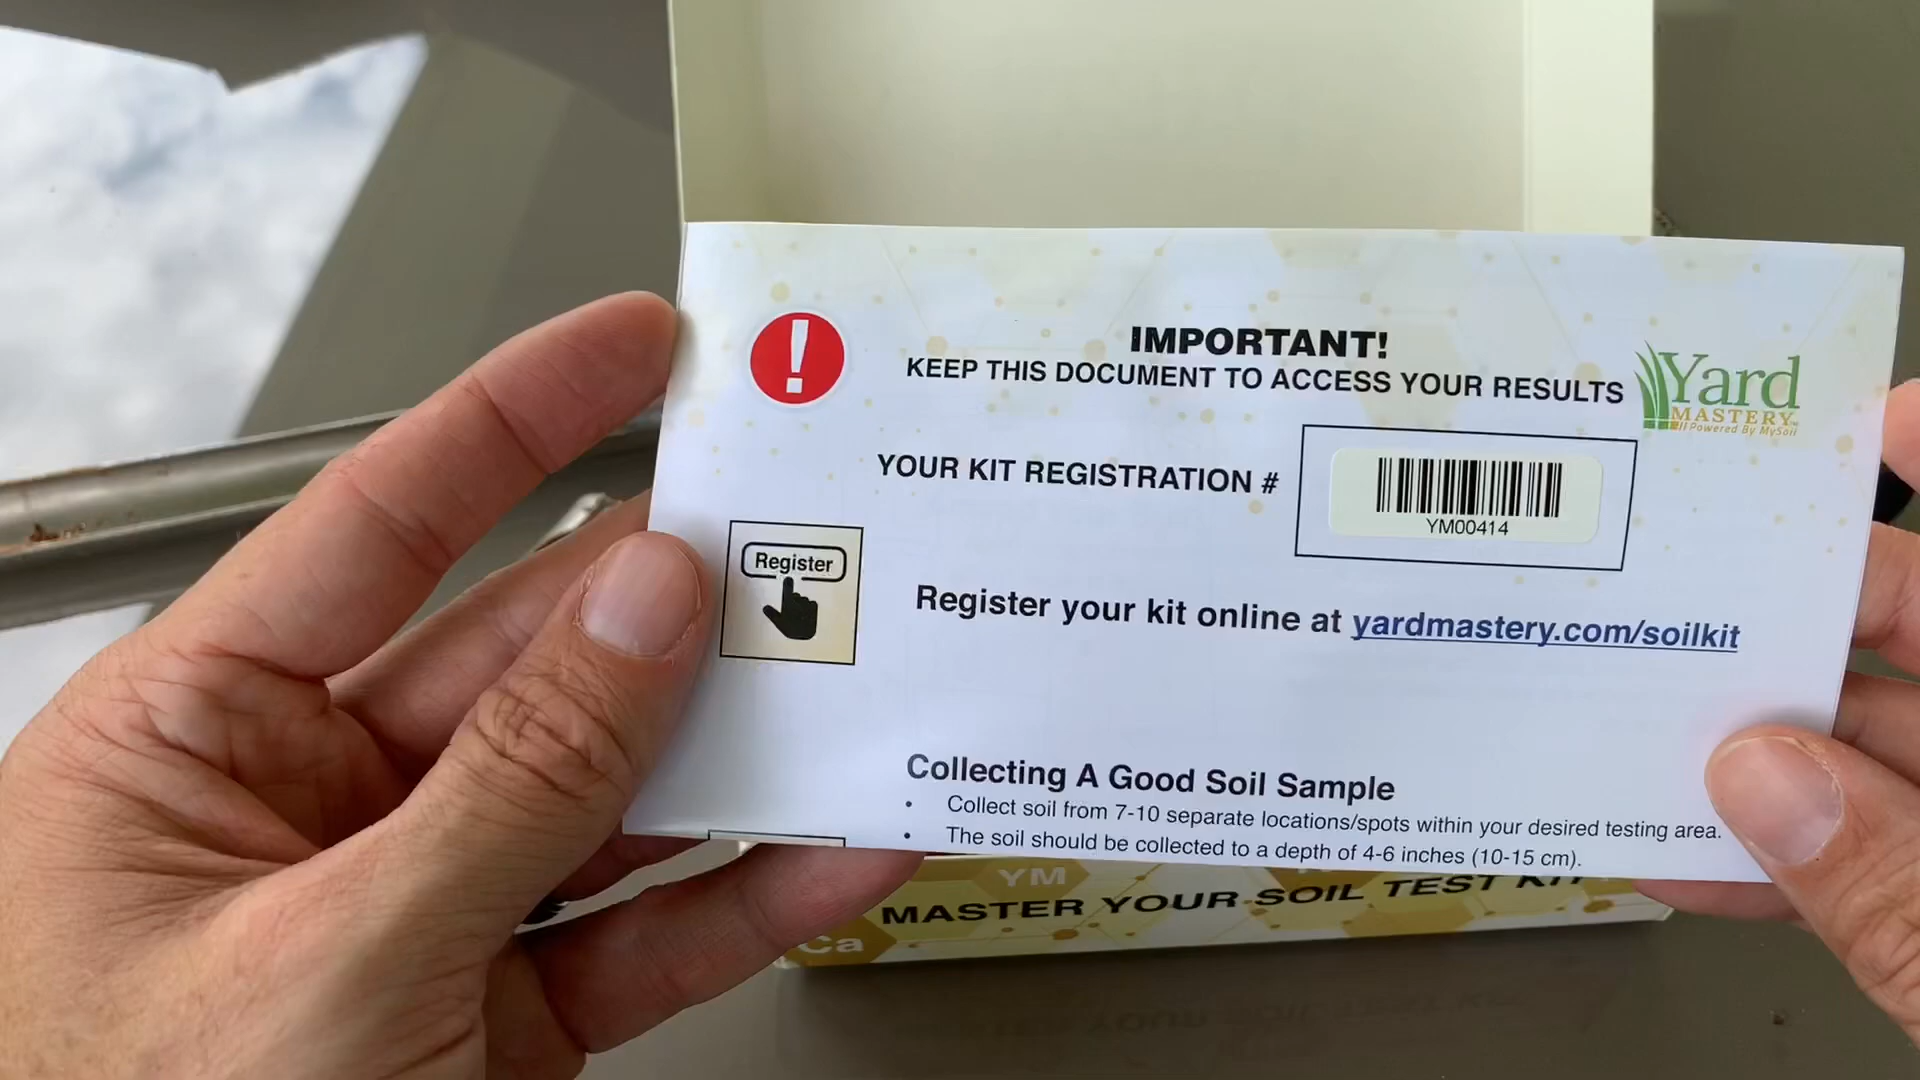 IMPORTANT!
KEEP THIS DOCUMENT TO ACCESS YOUR RESULTS
Yard
MASTERY
Powered By MySoil
YOUR KIT REGISTRATION #
YM00414
Register
Register your kit online at yardmastery.com/soilkit
Collecting A Good Soil Sample
• Collect soil from 7-10 separate locations/spots within your desired testing area.
• The soil should be collected to a depth of 4-6 inches (10-15 cm).
YM
MASTER YOUR SOIL TEST KIT
Ca